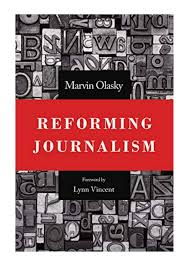 Marvin Olasky
REFORMING
JOURNALISM
Foreword by
Lynn Vincent